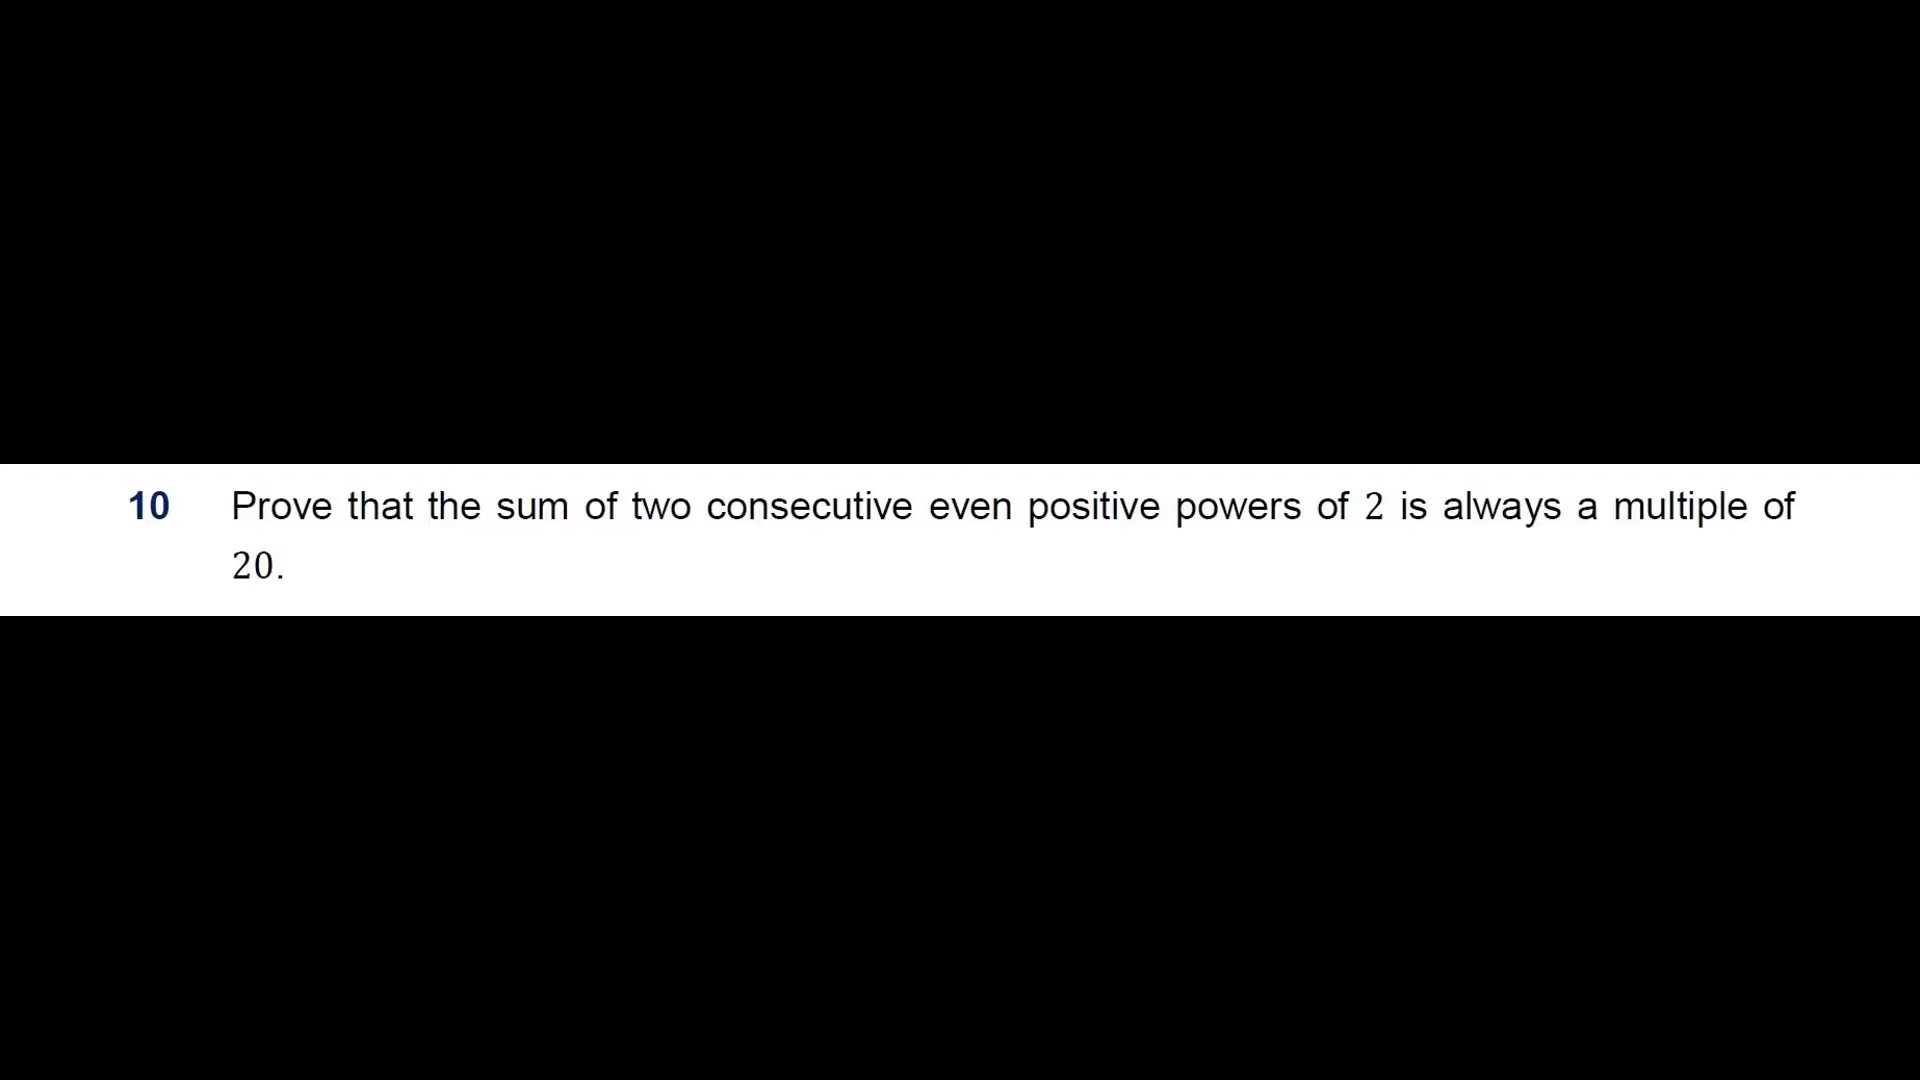 10 Prove that the sum of two consecutive even positive powers of 2 is always a multiple of
20.